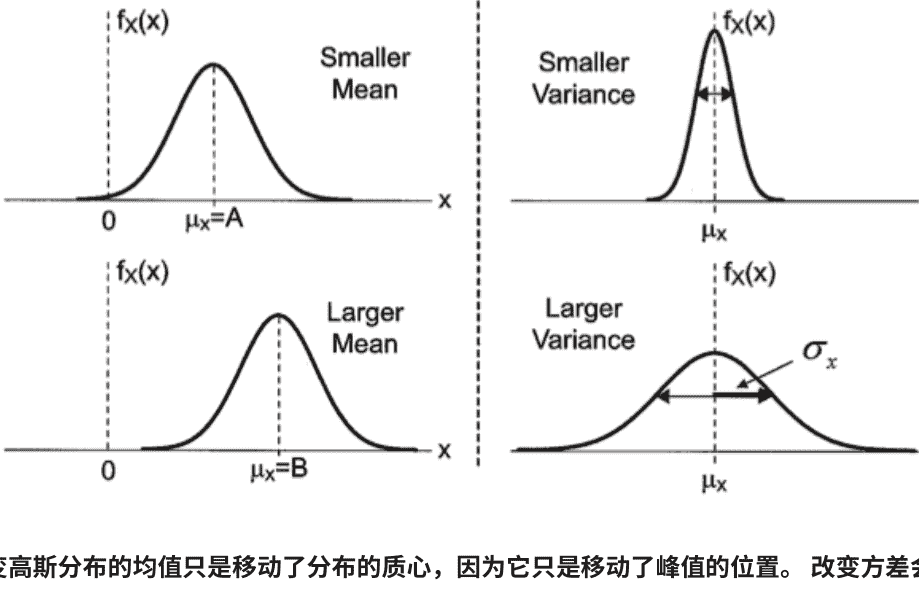 fX(x)
Smaller
Mean
0
μx=A
x
fX(x)
Larger
Mean
0
μx=B
x
fX(x)
Smaller
Variance
μx
fX(x)
Larger
Variance
σx
μx
变高斯分布的均值只是移动了分布的质心，因为它只是移动了峰值的位置。 改变方差会